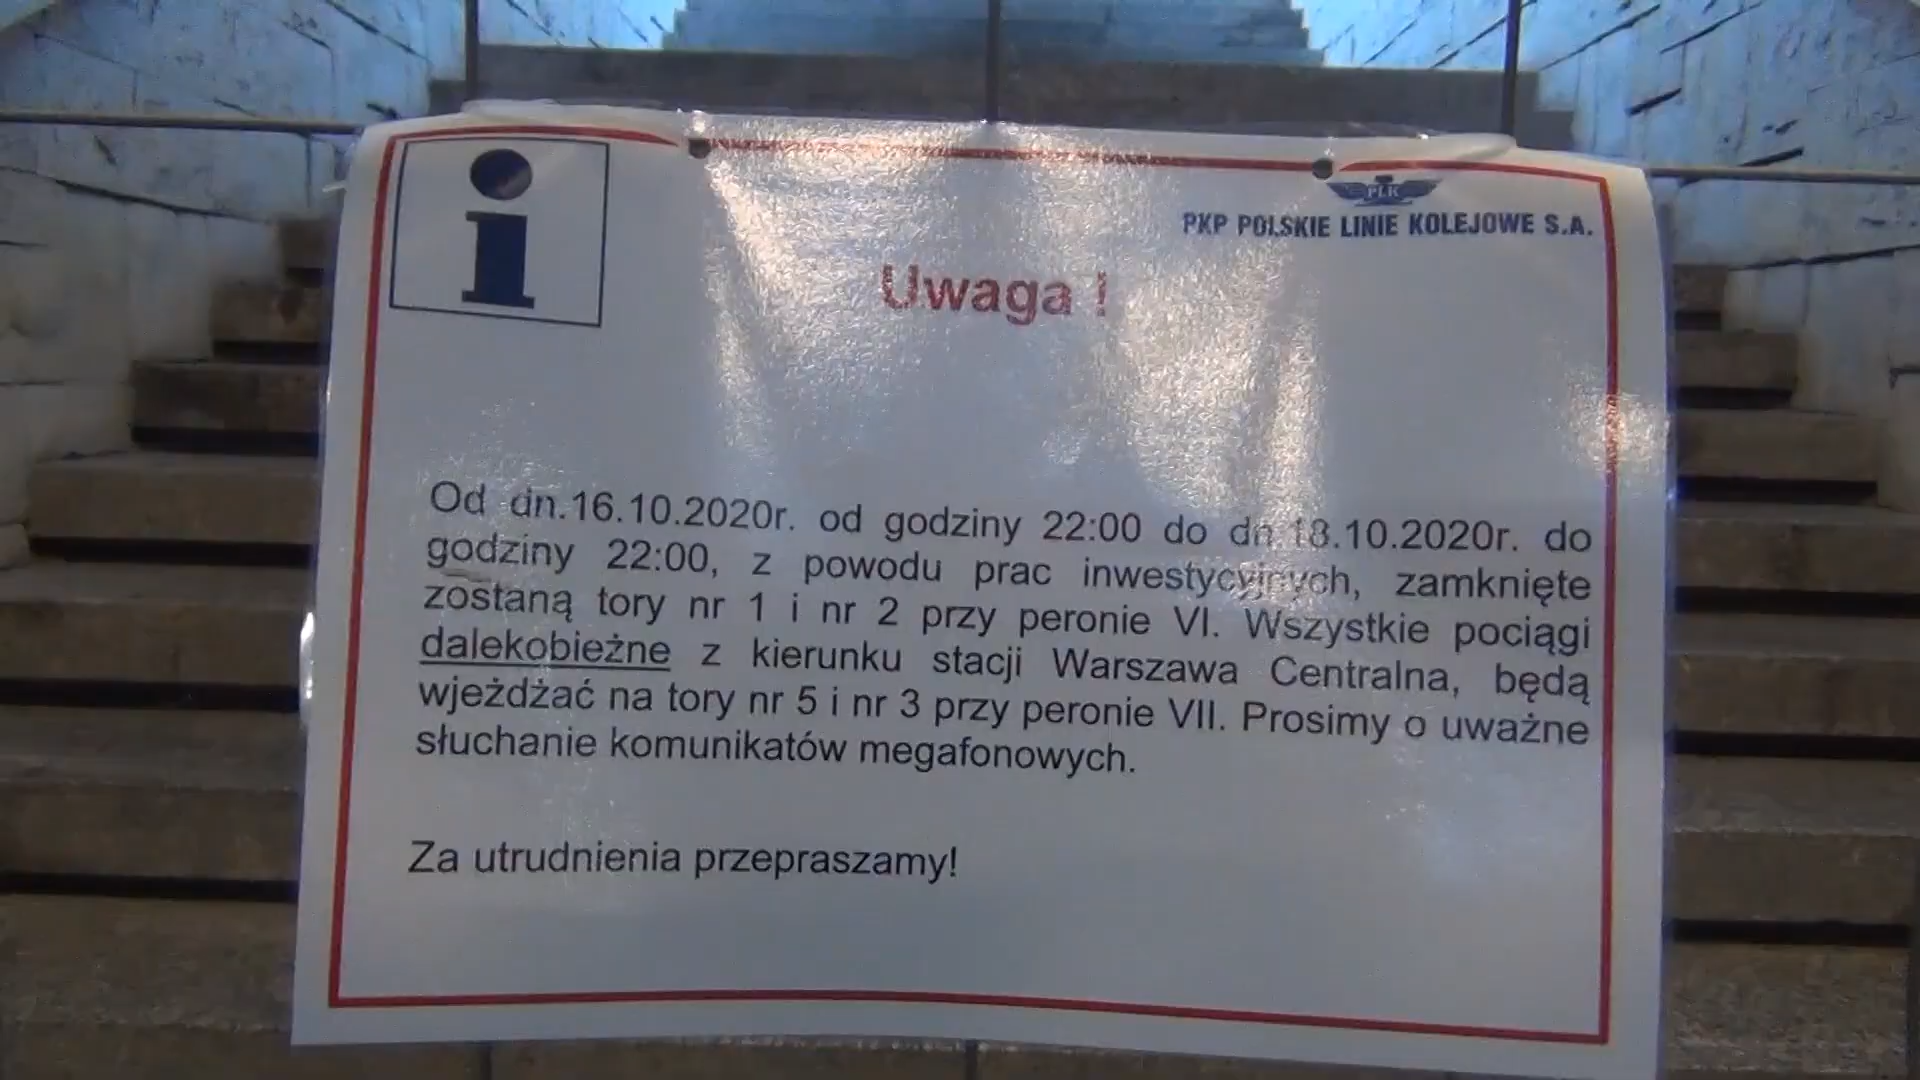 i
PLK
PKP POLSKIE LINIE KOLEJOWE S.A.
Uwaga !
Od dn.16.10.2020r. od godziny 22:00 do dn.18.10.2020r. do
godziny 22:00, z powodu prac inwestycyjnych, zamknięte
zostaną tory nr 1 i nr 2 przy peronie VI. Wszystkie pociągi
dalekobieżne z kierunku stacji Warszawa Centralna, będą
wjeżdżać na tory nr 5 i nr 3 przy peronie VII. Prosimy o uważne
słuchanie komunikatów megafonowych.
Za utrudnienia przepraszamy!